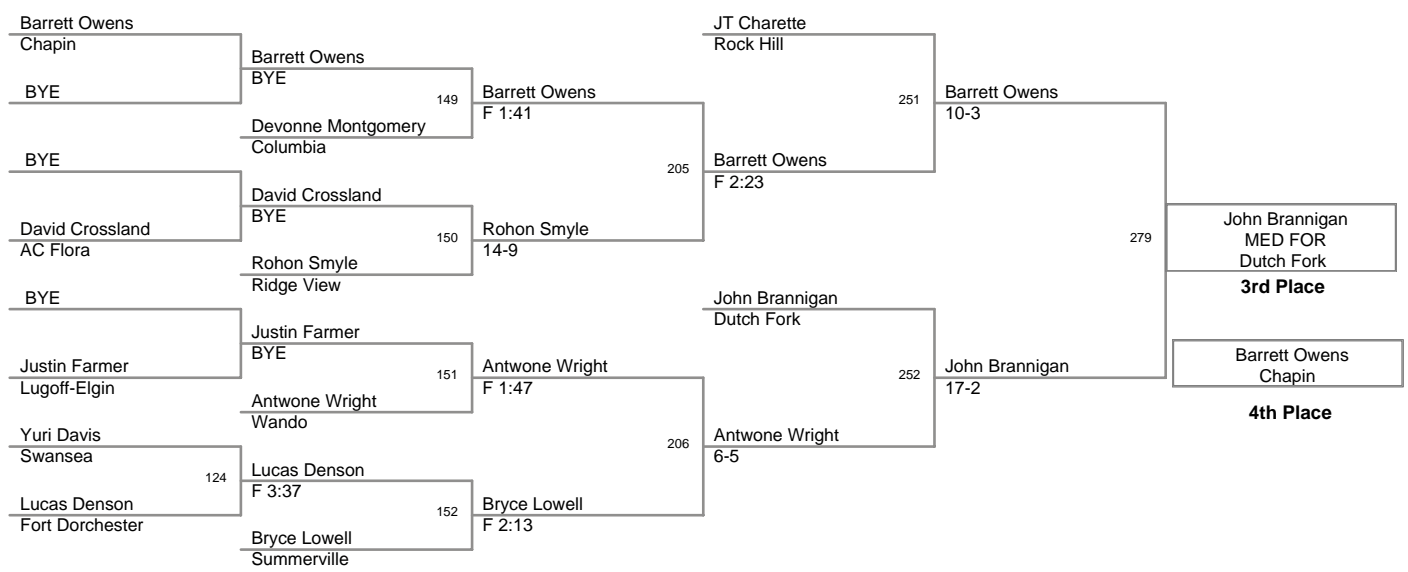 Barrett Owens
Chapin
BYE
BYE
David Crossland
AC Flora
BYE
Justin Farmer
Lugoff-Elgin
Yuri Davis
Swansea
124
Lucas Denson
Fort Dorchester
Barrett Owens
BYE
149
Devonne Montgomery
Columbia
David Crossland
BYE
150
Rohon Smyle
Ridge View
Justin Farmer
BYE
151
Antwone Wright
Wando
Lucas Denson
F 3:37
152
Bryce Lowell
Summerville
Barrett Owens
F 1:41
205
Rohon Smyle
14-9
Antwone Wright
F 1:47
206
Bryce Lowell
F 2:13
JT Charette
Rock Hill
251
Barrett Owens
F 2:23
John Brannigan
Dutch Fork
252
Antwone Wright
6-5
Barrett Owens
10-3
279
John Brannigan
17-2
John Brannigan
MED FOR
Dutch Fork
3rd Place
Barrett Owens
Chapin
4th Place